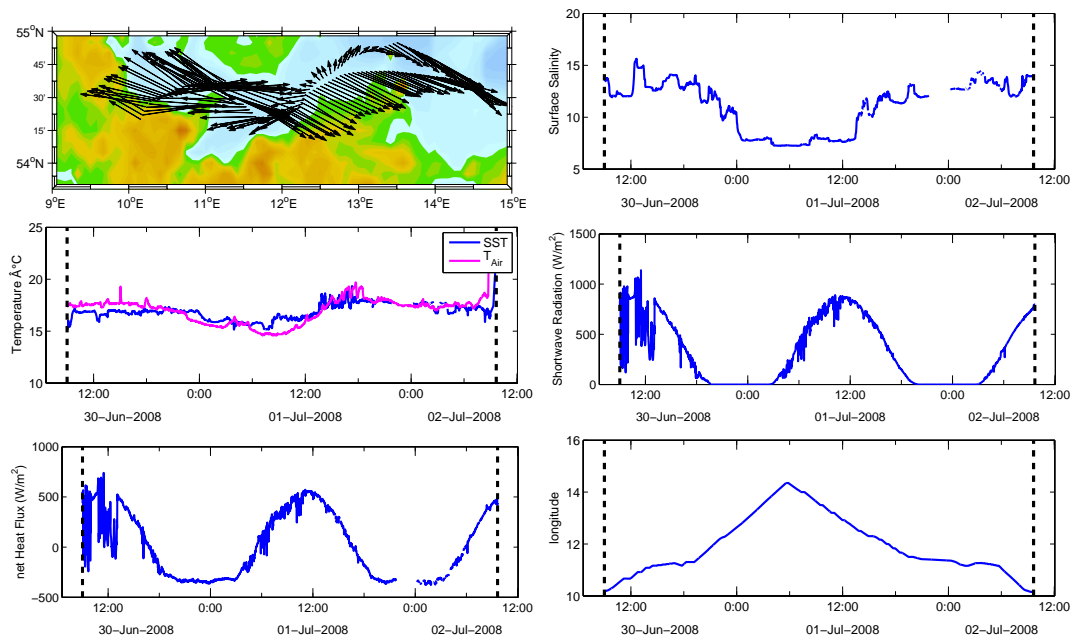 55°N
45'
30'
15'
54°N
9°E 10°E 11°E 12°E 13°E 14°E 15°E
20
15
10
5
Surface Salinity
12:00 0:00 12:00 0:00 12:00
30–Jun–2008 01–Jul–2008 02–Jul–2008
25
20
15
10
Temperature Â°C
SST
T_Air
12:00 0:00 12:00 0:00 12:00
30–Jun–2008 01–Jul–2008 02–Jul–2008
1500
1000
500
0
Shortwave Radiation (W/m²)
12:00 0:00 12:00 0:00 12:00
30–Jun–2008 01–Jul–2008 02–Jul–2008
1000
500
0
−500
net Heat Flux (W/m²)
12:00 0:00 12:00 0:00 12:00
30–Jun–2008 01–Jul–2008 02–Jul–2008
16
14
12
10
longitude
12:00 0:00 12:00 0:00 12:00
30–Jun–2008 01–Jul–2008 02–Jul–2008